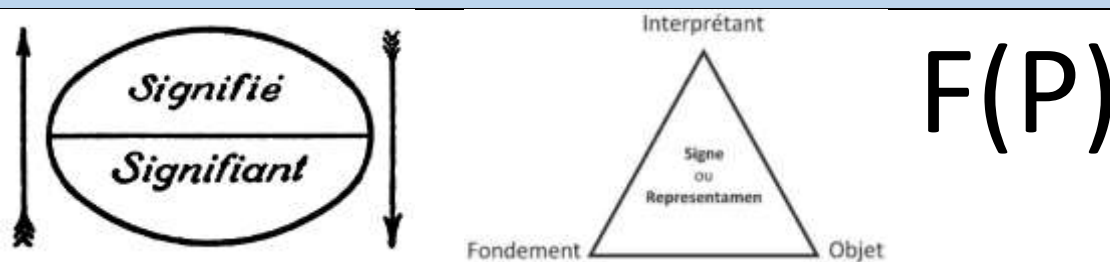 Signifié
Signifiant
Interprétant
Signe
ou
Representamen
Fondement
Objet
F(P)